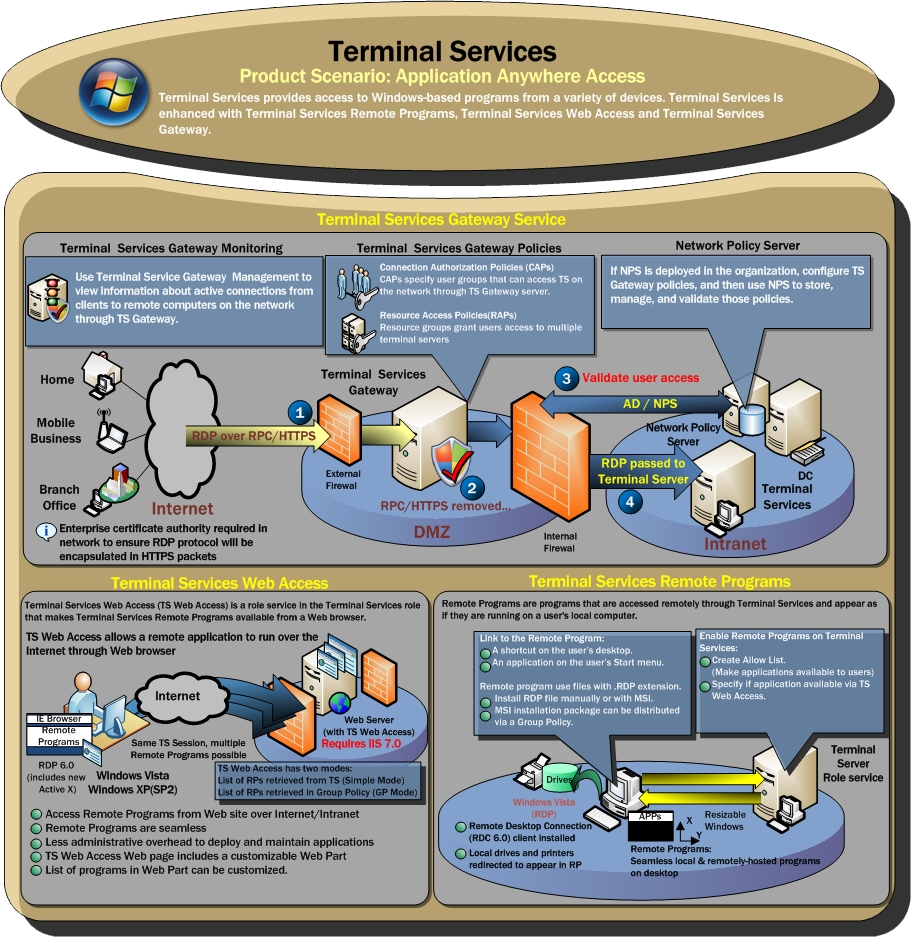 Terminal Services
Product Scenario: Application Anywhere Access
Terminal Services provides access to Windows-based programs from a variety of devices. Terminal Services is
enhanced with Terminal Services Remote Programs, Terminal Services Web Access and Terminal Services
Gateway.
Terminal Services Gateway Service
Terminal Services Gateway Monitoring
Use Terminal Service Gateway Management to
view information about active connections from
clients to remote computers on the network
through TS Gateway.
Terminal Services Gateway Policies
Connection Authorization Policies (CAPs)
CAPs specify user groups that can access TS on
the network through TS Gateway server.
Resource Access Policies(RAPs)
Resource groups grant users access to multiple
terminal servers
Network Policy Server
If NPS is deployed in the organization, configure TS
Gateway policies, and then use NPS to store,
manage, and validate those policies.
Home
Mobile
Business
Branch
Office
Internet
1
RDP over RPC/HTTPS
External
Firewal
Terminal Services
Gateway
2
RPC/HTTPS removed...
DMZ
Internal
Firewal
3
Validate user access
AD / NPS
Network Policy
Server
RDP passed to
Terminal Server
4
DC
Terminal
Services
Intranet
i
Enterprise certificate authority required in
network to ensure RDP protocol will be
encapsulated in HTTPS packets
Terminal Services Web Access
Terminal Services Web Access (TS Web Access) is a role service in the Terminal Services role
that makes Terminal Services Remote Programs available from a Web browser.
TS Web Access allows a remote application to run over the
Internet through Web browser
Internet
IE Browser
Remote
Programs
RDP 6.0
(includes new
Active X)
Windows Vista
Windows XP(SP2)
Same TS Session, multiple
Remote Programs possible
Web Server
(with TS Web Access)
Requires IIS 7.0
TS Web Access has two modes:
List of RPs retrieved from TS (Simple Mode)
List of RPs retrieved in Group Policy (GP Mode)
Access Remote Programs from Web site over Internet/Intranet
Remote Programs are seamless
Less administrative overhead to deploy and maintain applications
TS Web Access Web page includes a customizable Web Part
List of programs in Web Part can be customized.
Terminal Services Remote Programs
Remote Programs are programs that are accessed remotely through Terminal Services and appear as
if they are running on a user's local computer.
Link to the Remote Program:
A shortcut on the user's desktop.
An application on the user's Start menu.
Remote program use files with .RDP extension.
Install RDP file manually or with MSI.
MSI installation package can be distributed
via a Group Policy.
Enable Remote Programs on Terminal
Services:
Create Allow List.
(Make applications available to users)
Specify if application available via TS
Web Access.
Terminal
Server
Role service
Drives
Windows Vista
(RDP)
Remote Desktop Connection
(RDC 6.0) client installed
Local drives and printers
redirected to appear in RP
APPs
X
Y
Resizable
Windows
Remote Programs:
Seamless local & remotely-hosted programs
on desktop